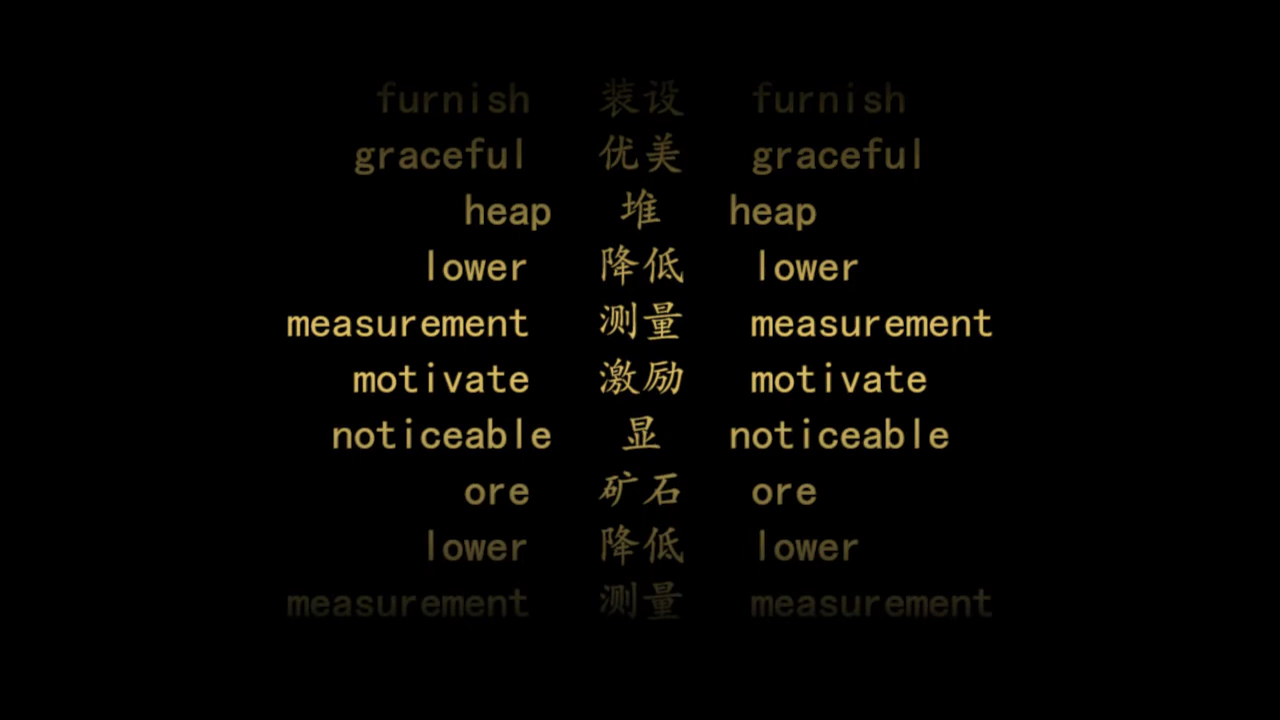 furnish 装设 furnish
graceful 优美 graceful
heap 堆 heap
lower 降低 lower
measurement 测量 measurement
motivate 激励 motivate
noticeable 显 noticeable
ore 矿石 ore
lower 降低 lower
measurement 测量 measurement